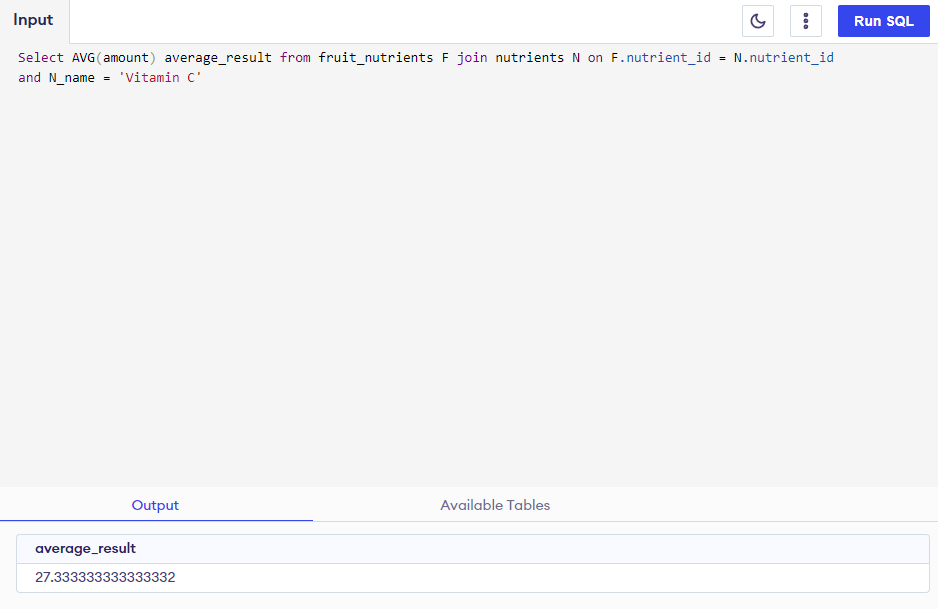 Input
Run SQL
Select AVG(amount) average_result from fruit_nutrients F join nutrients N on F.nutrient_id = N.nutrient_id
and N_name = 'Vitamin C'
Output
Available Tables
average_result
27.333333333333332